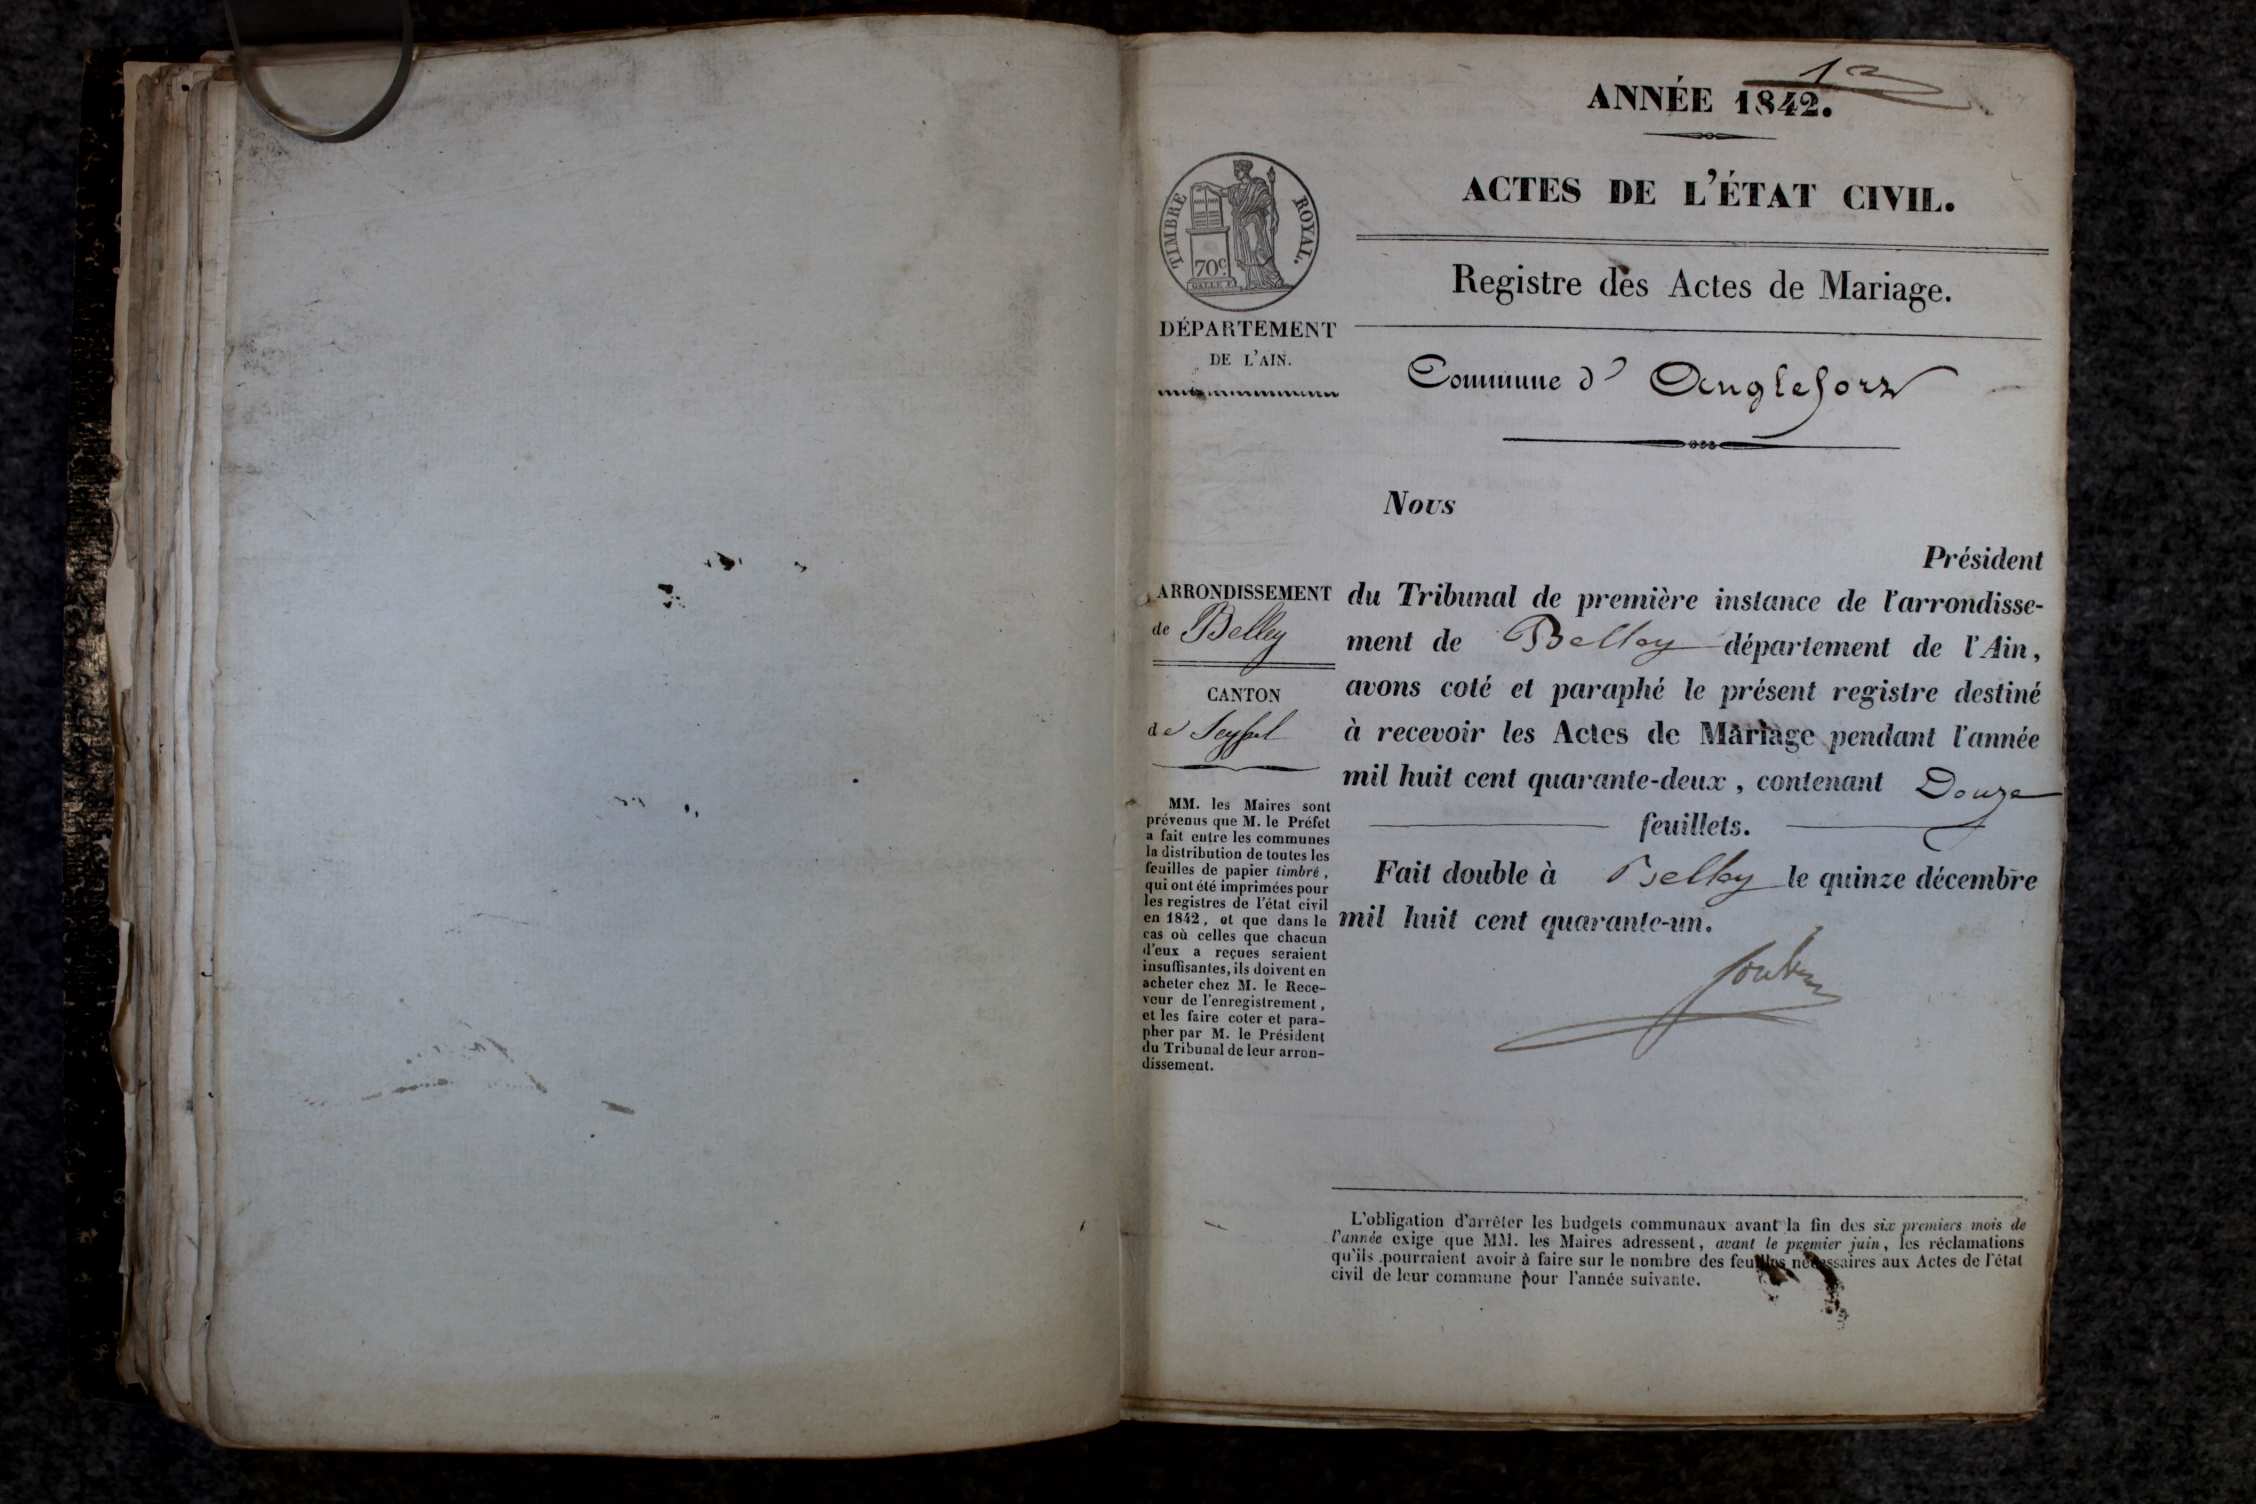 ANNÉE 1842.
ACTES DE L'ÉTAT CIVIL.
TIMBRE ROYAL.
70c
Registre des Actes de Mariage.
DÉPARTEMENT
DE L'AIN.
Commune d' Anglefort
Nous
Président
ARRONDISSEMENT
de Belley
CANTON
de Seyssel
du Tribunal de première instance de l'arrondisse-
ment de Belley département de l'Ain,
avons coté et paraphé le présent registre destiné
à recevoir les Actes de Mariage pendant l'année
mil huit cent quarante-deux, contenant Douze
feuillets.
Fait double à Belley le quinze décembre
mil huit cent quarante-un.
MM. les Maires sont
prévenus que M. le Préfet
a fait entre les communes
la distribution de toutes les
feuilles de papier timbré,
qui ont été imprimées pour
les registres de l'état civil
en 1842, et que dans le
cas où celles que chacun
d'eux a reçues seraient
insuffisantes, ils doivent en
acheter chez M. le Rece-
veur de l'enregistrement,
et les faire coter et para-
pher par M. le Président
du Tribunal de leur arron-
dissement.
L'obligation d'arrêter les budgets communaux avant la fin des six premiers mois de
l'année exige que MM. les Maires adressent, avant le premier juin, les réclamations
qu'ils pourraient avoir à faire sur le nombre des feuilles nécessaires aux Actes de l'état
civil de leur commune pour l'année suivante.